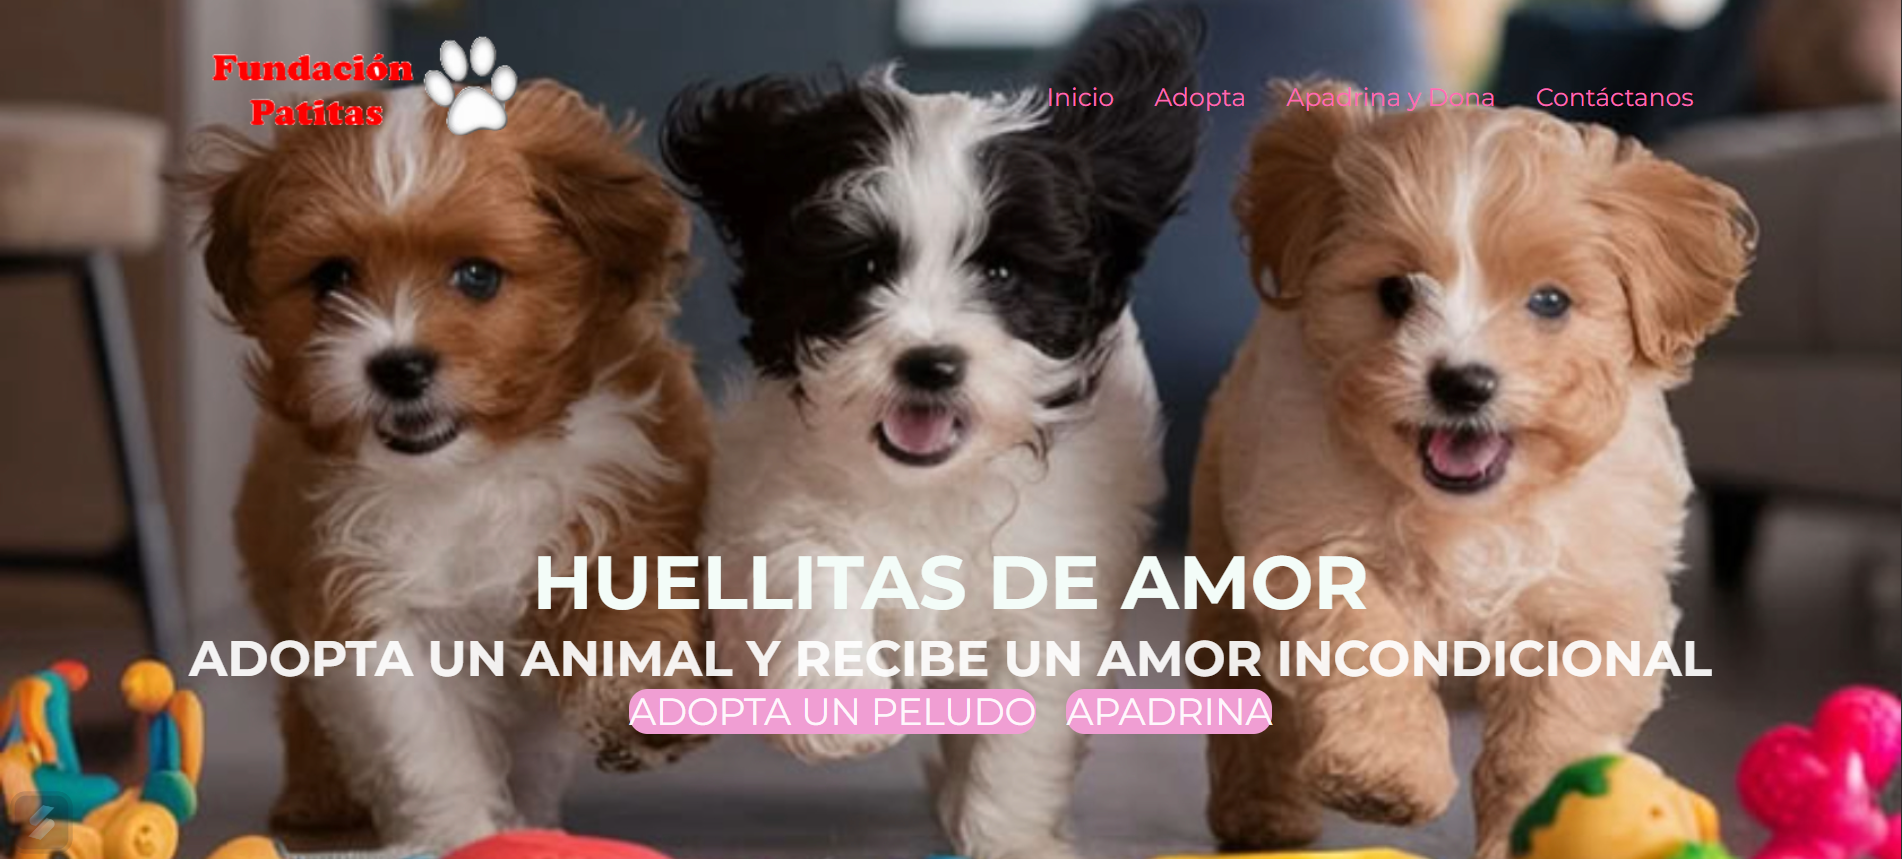 Fundación
Patitas
Inicio Adopta Apadrina y Dona Contáctanos
HUELLITAS DE AMOR
ADOPTA UN ANIMAL Y RECIBE UN AMOR INCONDICIONAL
ADOPTA UN PELUDO APADRINA